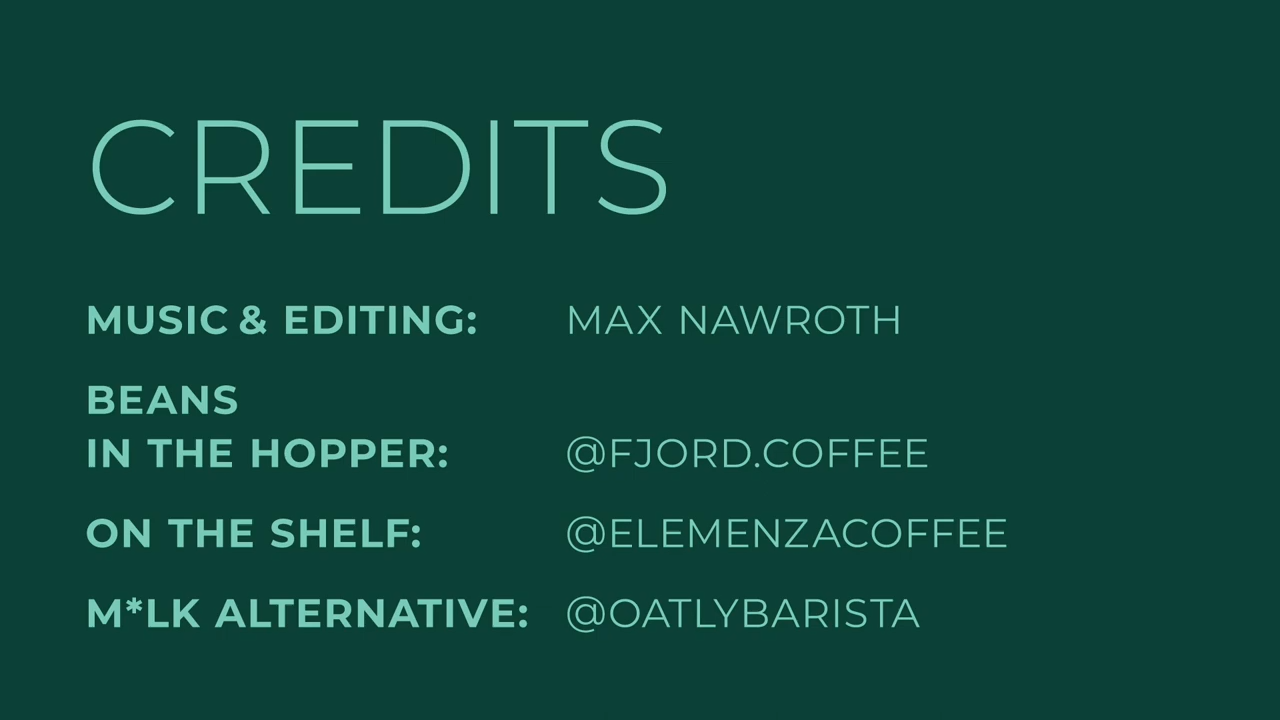 CREDITS
MUSIC & EDITING: MAX NAWROTH
BEANS
IN THE HOPPER: @FJORD.COFFEE
ON THE SHELF: @ELEMENZACOFFEE
M*LK ALTERNATIVE: @OATLYBARISTA